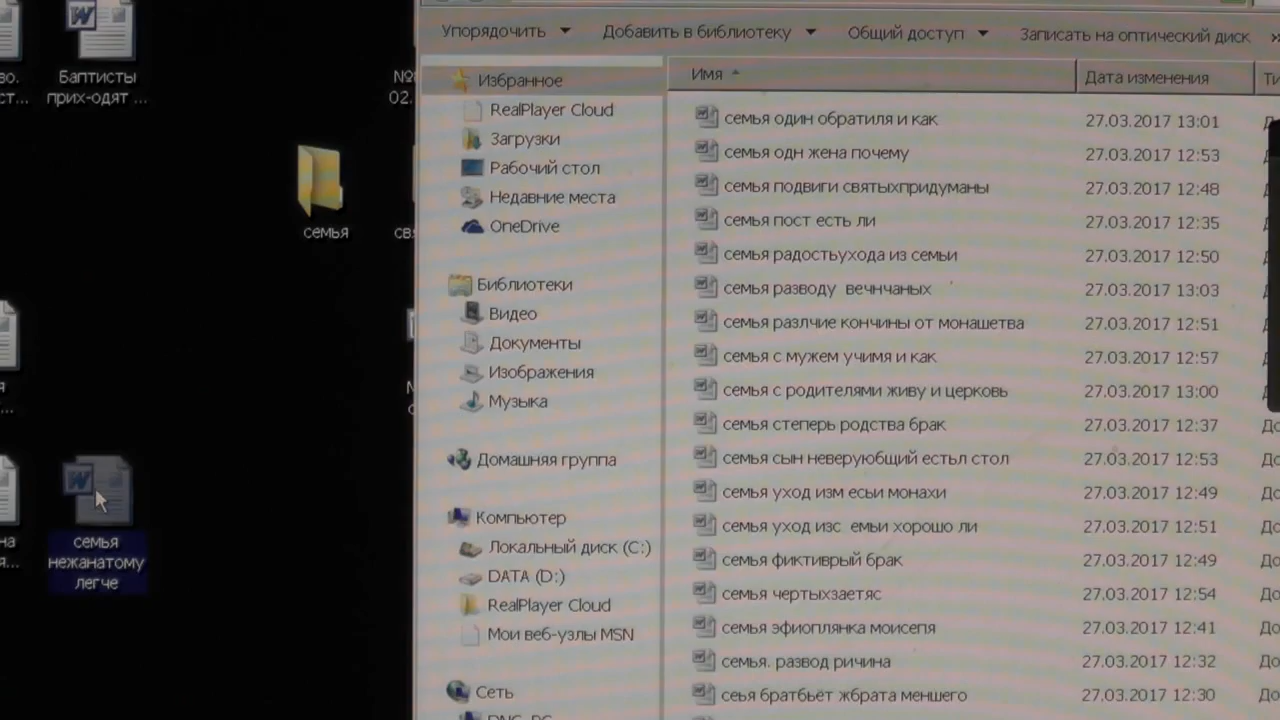 Баптисты
прих-одят ...
02.
семья
семья
нежанатому
легче
Упорядочить
Добавить в библиотеку
Общий доступ
Записать на оптический диск
Избранное
RealPlayer Cloud
Загрузки
Рабочий стол
Недавние места
OneDrive
Библиотеки
Видео
Документы
Изображения
Музыка
Домашняя группа
Компьютер
Локальный диск (C:)
DATA (D:)
RealPlayer Cloud
Мои веб-узлы MSN
Сеть
Имя Дата изменения
семья один обратиля и как 27.03.2017 13:01
семья одн жена почему 27.03.2017 12:53
семья подвиги святыхпридуманы 27.03.2017 12:48
семья пост есть ли 27.03.2017 12:35
семья радостьухода из семьи 27.03.2017 12:50
семья разводу вечнчаных 27.03.2017 13:03
семья разлчие кончины от монашетва 27.03.2017 12:51
семья с мужем учимя и как 27.03.2017 12:57
семья с родителями живу и церковь 27.03.2017 13:00
семья степерь родства брак 27.03.2017 12:37
семья сын неверуюбщий естьл стол 27.03.2017 12:53
семья уход изм есьи монахи 27.03.2017 12:49
семья уход изс емьи хорошо ли 27.03.2017 12:51
семья фиктиврый брак 27.03.2017 12:49
семья чертыхзаетяс 27.03.2017 12:54
семья эфиоплянка моисепя 27.03.2017 12:41
семья. развод ричина 27.03.2017 12:32
сеья братбьет жбрата меншего 27.03.2017 12:30